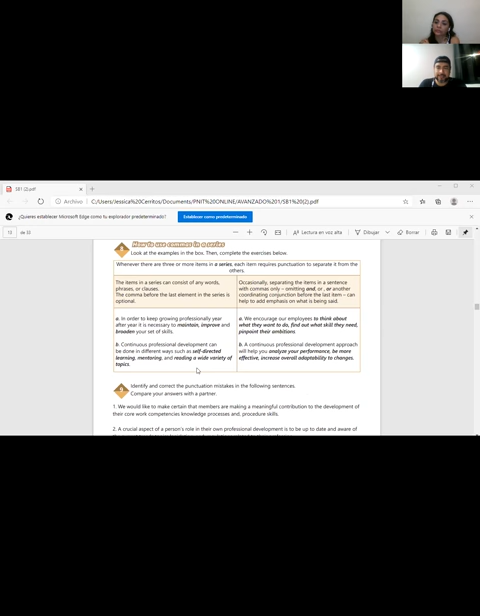 SB1 (2).pdf
Archivo
C:/Users/Jessica%20Cerritos/Documents/PNIT%20ONLINE/AVANZADO%201/SB1%20(2).pdf
¿Quieres establecer Microsoft Edge como tu explorador predeterminado?
Establecer como predeterminado
10
de 33
Lectura en voz alta
Dibujar
Borrar
How to use commas in a series
Look at the examples in the box. Then, complete the exercises below.
Whenever there are three or more items in a series, each item requires punctuation to separate it from the
others.
The items in a series can consist of any words,
phrases, or clauses.
The comma before the last element in the series is
optional.
Occasionally, separating the items in a sentence
with commas only – omitting and, or , or another
coordinating conjunction before the last item – can
help to add emphasis on what is being said.
a. In order to keep growing professionally year
after year it is necessary to maintain, improve and
broaden your set of skills.
b. Continuous professional development can
be done in different ways such as self-directed
learning, mentoring, and reading a wide variety of
topics.
a. We encourage our employees to think about
what they want to do, find out what skill they need,
pinpoint their ambitions.
b. A continuous professional development approach
will help you analyze your performance, be more
effective, increase overall adaptability to changes.
Identify and correct the punctuation mistakes in the following sentences.
Compare your answers with a partner.
1. We would like to make certain that members are making a meaningful contribution to the development of
their core work competencies knowledge processes and, procedure skills.
2. A crucial aspect of a person's role in their own professional development is to be up to date and aware of